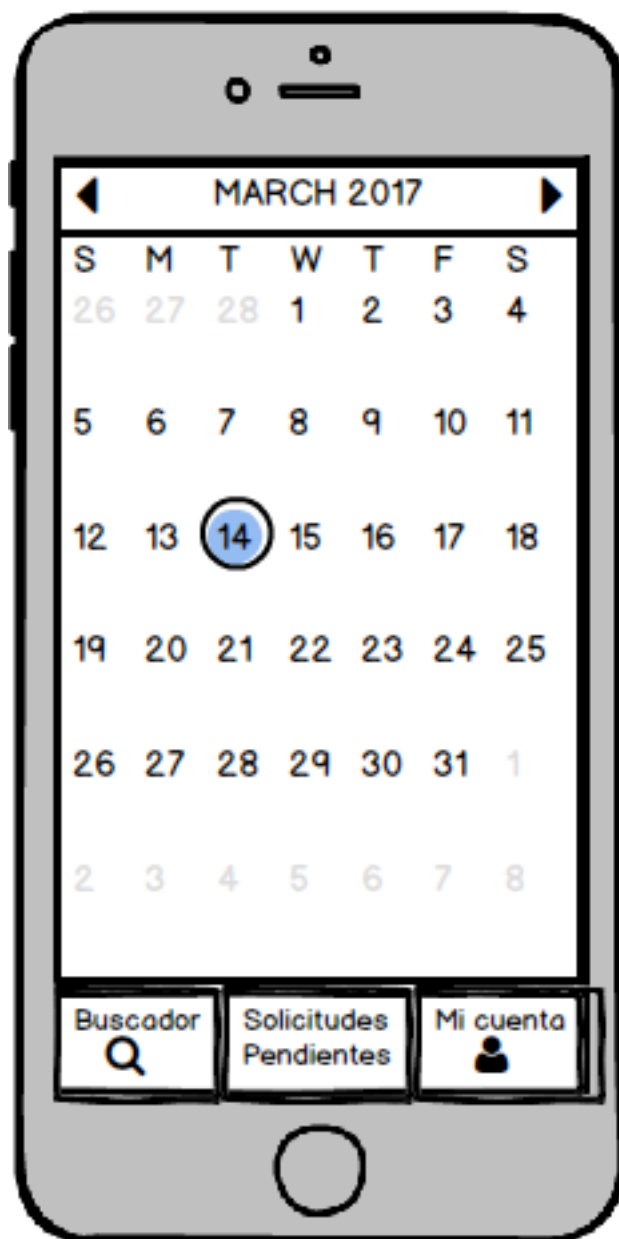 MARCH 2017
S M T W T F S
26 27 28 1 2 3 4
5 6 7 8 9 10 11
12 13 14 15 16 17 18
19 20 21 22 23 24 25
26 27 28 29 30 31 1
2 3 4 5 6 7 8
Buscador
Solicitudes
Pendientes
Mi cuenta